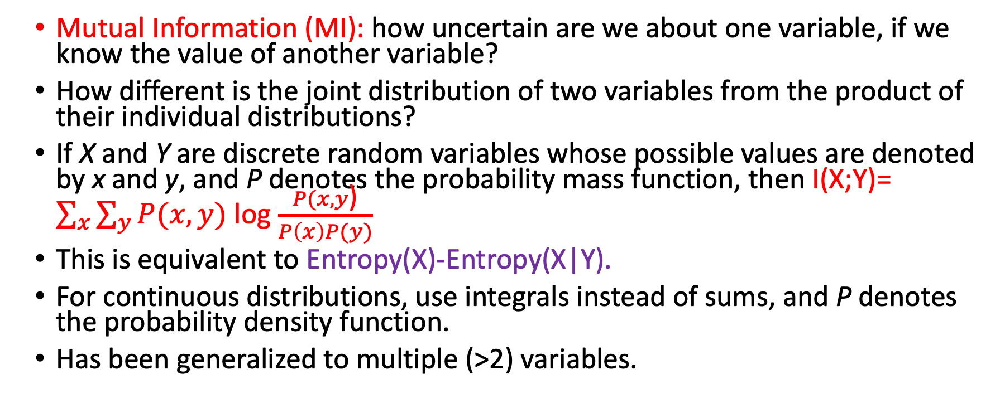 • Mutual Information (MI): how uncertain are we about one variable, if we
know the value of another variable?
• How different is the joint distribution of two variables from the product of
their individual distributions?
• If X and Y are discrete random variables whose possible values are denoted
by x and y, and P denotes the probability mass function, then I(X;Y)=
∑x ∑y P(x, y) log P(x,y) / P(x)P(y)
• This is equivalent to Entropy(X)-Entropy(X|Y).
• For continuous distributions, use integrals instead of sums, and P denotes
the probability density function.
• Has been generalized to multiple (>2) variables.